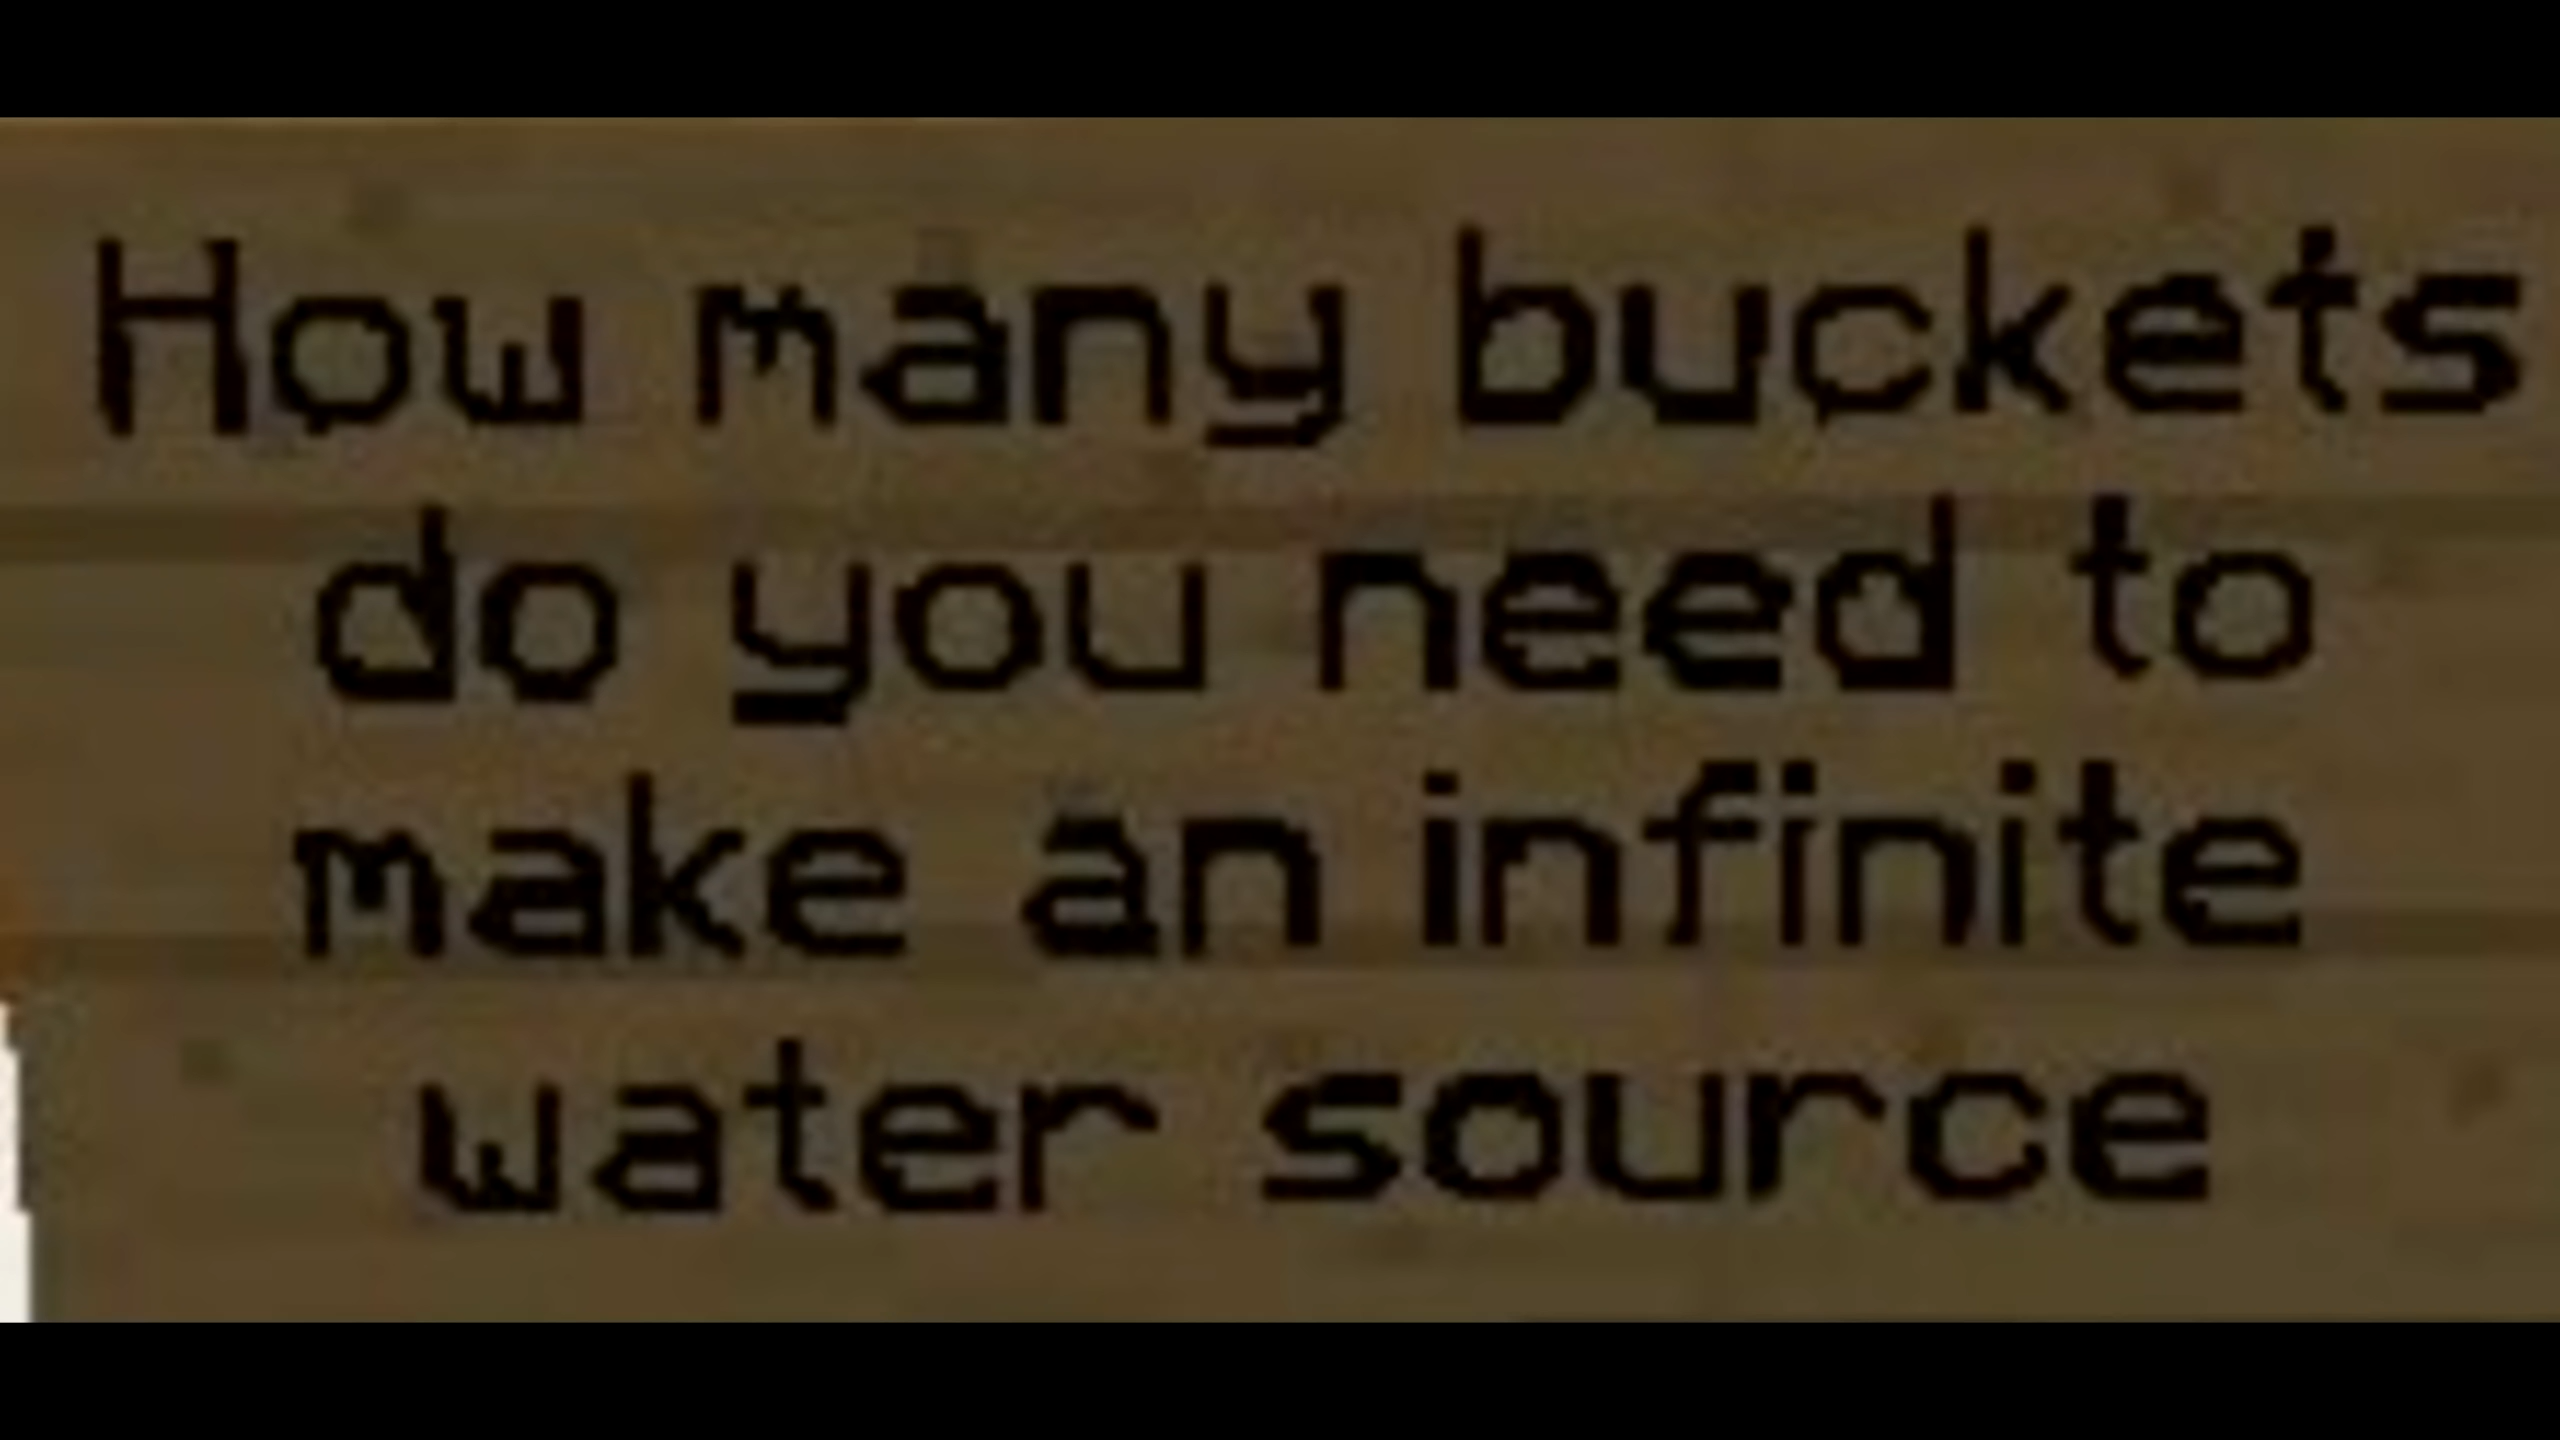 How many buckets
do you need to
make an infinite
water source